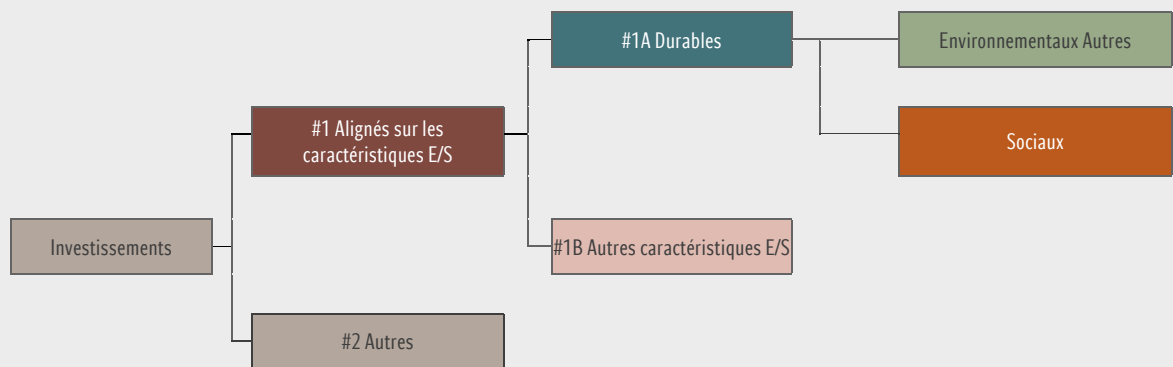 #1A Durables
Environnementaux Autres
#1 Alignés sur les
caractéristiques E/S
Sociaux
Investissements
#1B Autres caractéristiques E/S
#2 Autres